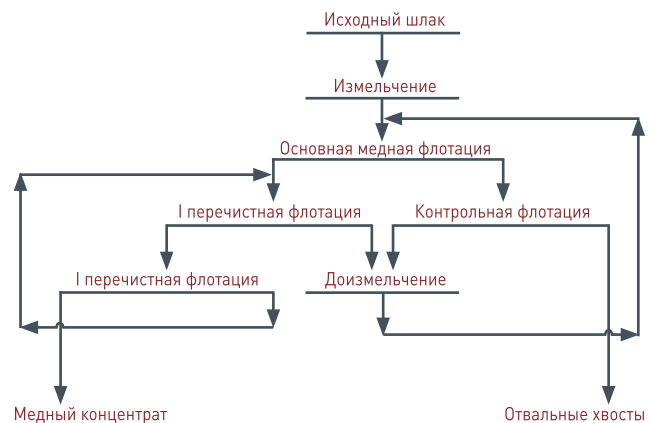 Исходный шлак
Измельчение
Основная медная флотация
I перечистная флотация
Контрольная флотация
I перечистная флотация
Доизмельчение
Медный концентрат
Отвальные хвосты